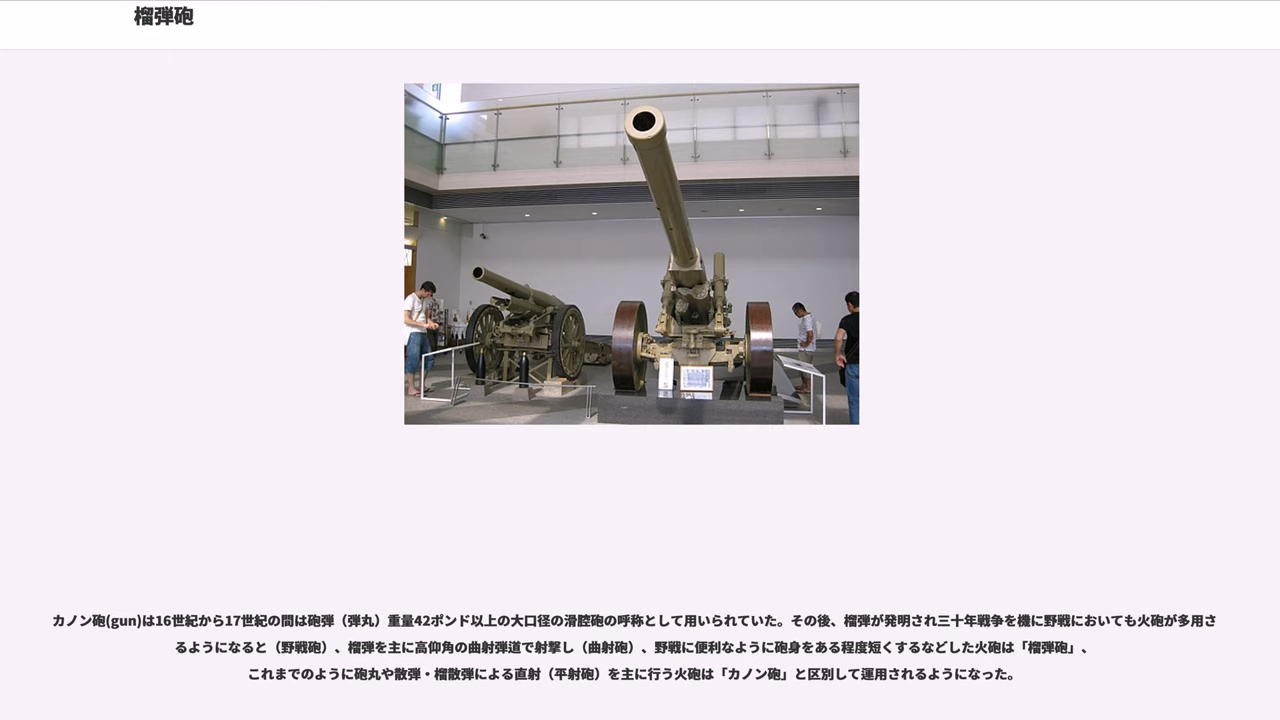 榴弾砲
カノン砲(gun)は16世紀から17世紀の間は砲弾（弾丸）重量42ポンド以上の大口径の滑腔砲の呼称として用いられていた。その後、榴弾が発明され三十年戦争を機に野戦においても火砲が多用さ
るようになると（野戦砲）、榴弾を主に高仰角の曲射弾道で射撃し（曲射砲）、野戦に便利なように砲身をある程度短くするなどした火砲は「榴弾砲」、
これまでのように砲丸や散弾・榴散弾による直射（平射砲）を主に行う火砲は「カノン砲」と区別して運用されるようになった。